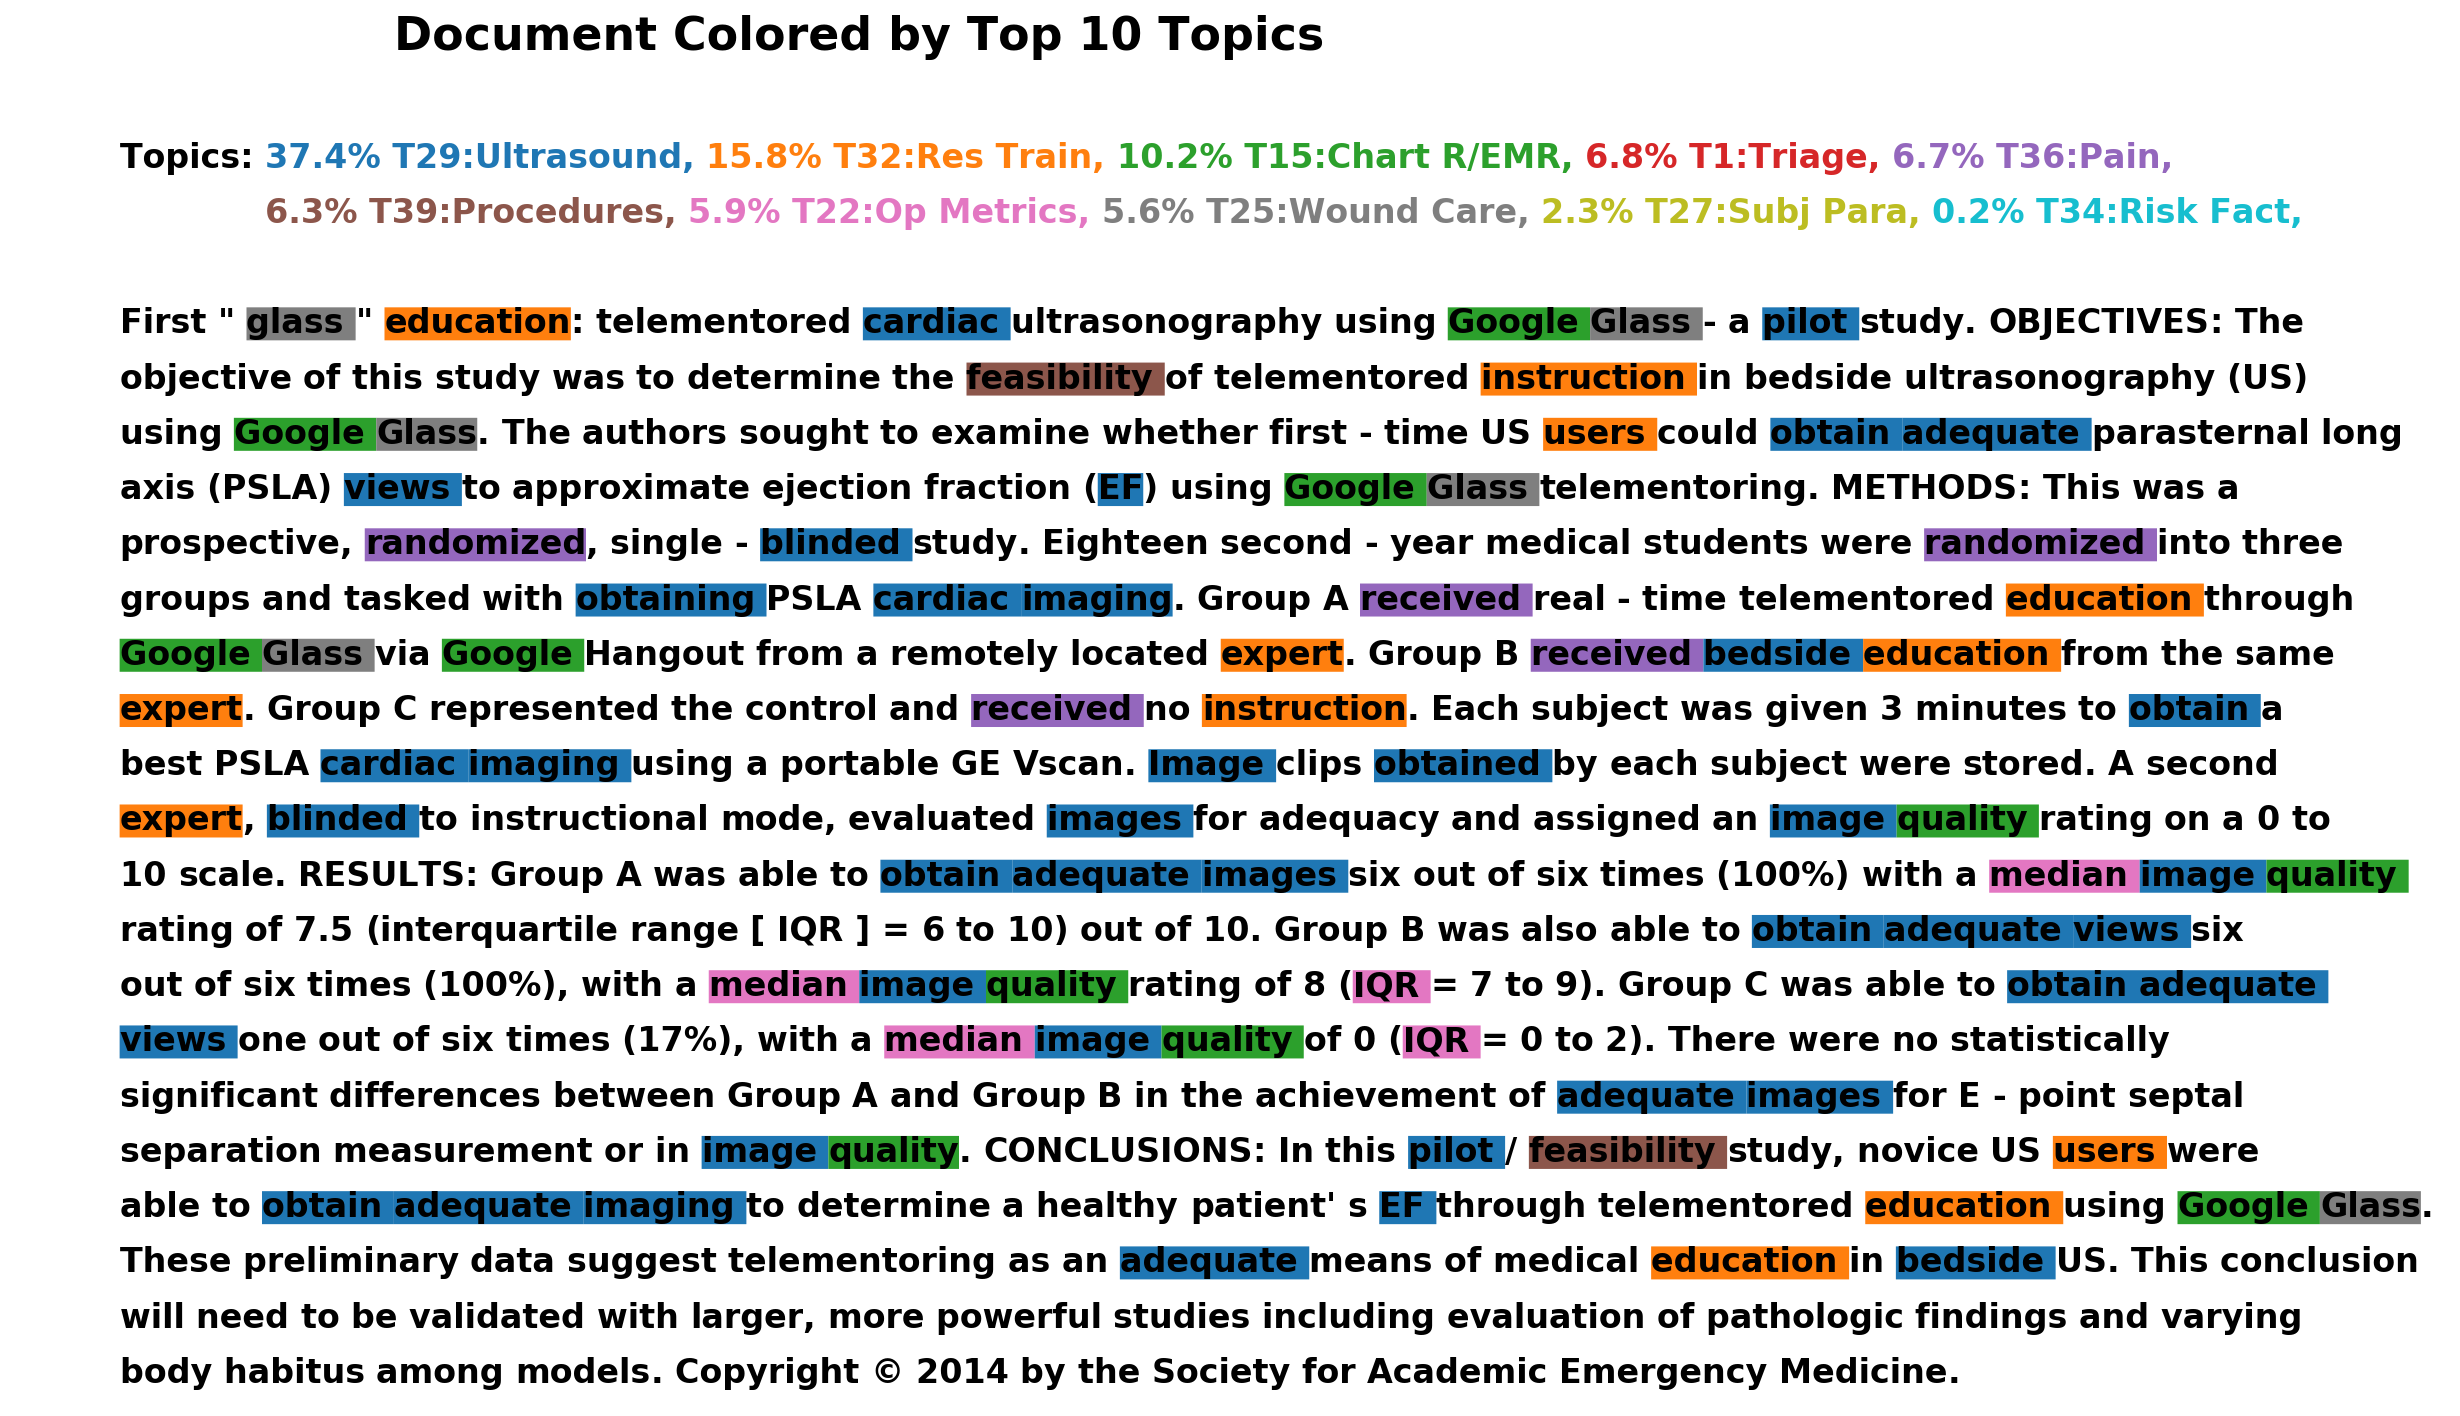 Document Colored by Top 10 Topics
Topics: 37.4% T29:Ultrasound, 15.8% T32:Res Train, 10.2% T15:Chart R/EMR, 6.8% T1:Triage, 6.7% T36:Pain,
6.3% T39:Procedures, 5.9% T22:Op Metrics, 5.6% T25:Wound Care, 2.3% T27:Subj Para, 0.2% T34:Risk Fact,
First " glass " education: telementored cardiac ultrasonography using Google Glass - a pilot study. OBJECTIVES: The
objective of this study was to determine the feasibility of telementored instruction in bedside ultrasonography (US)
using Google Glass. The authors sought to examine whether first - time US users could obtain adequate parasternal long
axis (PSLA) views to approximate ejection fraction (EF) using Google Glass telementoring. METHODS: This was a
prospective, randomized, single - blinded study. Eighteen second - year medical students were randomized into three
groups and tasked with obtaining PSLA cardiac imaging. Group A received real - time telementored education through
Google Glass via Google Hangout from a remotely located expert. Group B received bedside education from the same
expert. Group C represented the control and received no instruction. Each subject was given 3 minutes to obtain a
best PSLA cardiac imaging using a portable GE Vscan. Image clips obtained by each subject were stored. A second
expert, blinded to instructional mode, evaluated images for adequacy and assigned an image quality rating on a 0 to
10 scale. RESULTS: Group A was able to obtain adequate images six out of six times (100%) with a median image quality
rating of 7.5 (interquartile range [ IQR ] = 6 to 10) out of 10. Group B was also able to obtain adequate views six
out of six times (100%), with a median image quality rating of 8 (IQR = 7 to 9). Group C was able to obtain adequate
views one out of six times (17%), with a median image quality of 0 (IQR = 0 to 2). There were no statistically
significant differences between Group A and Group B in the achievement of adequate images for E - point septal
separation measurement or in image quality. CONCLUSIONS: In this pilot / feasibility study, novice US users were
able to obtain adequate imaging to determine a healthy patient' s EF through telementored education using Google Glass.
These preliminary data suggest telementoring as an adequate means of medical education in bedside US. This conclusion
will need to be validated with larger, more powerful studies including evaluation of pathologic findings and varying
body habitus among models. Copyright © 2014 by the Society for Academic Emergency Medicine.